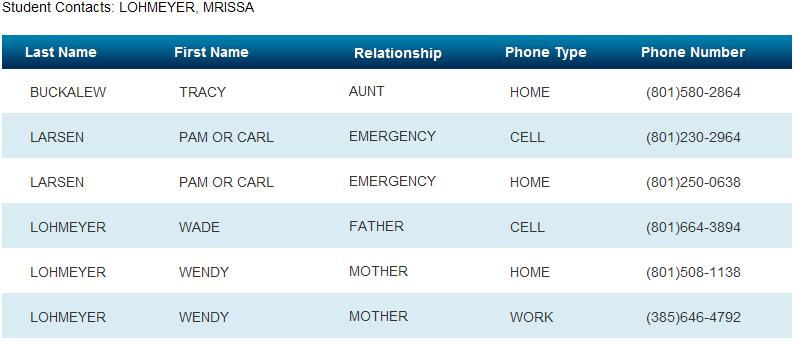 Student Contacts: LOHMEYER, MRISSA
Last Name First Name Relationship Phone Type Phone Number
BUCKALEW TRACY AUNT HOME (801)580-2864
LARSEN PAM OR CARL EMERGENCY CELL (801)230-2964
LARSEN PAM OR CARL EMERGENCY HOME (801)250-0638
LOHMEYER WADE FATHER CELL (801)664-3894
LOHMEYER WENDY MOTHER HOME (801)508-1138
LOHMEYER WENDY MOTHER WORK (385)646-4792